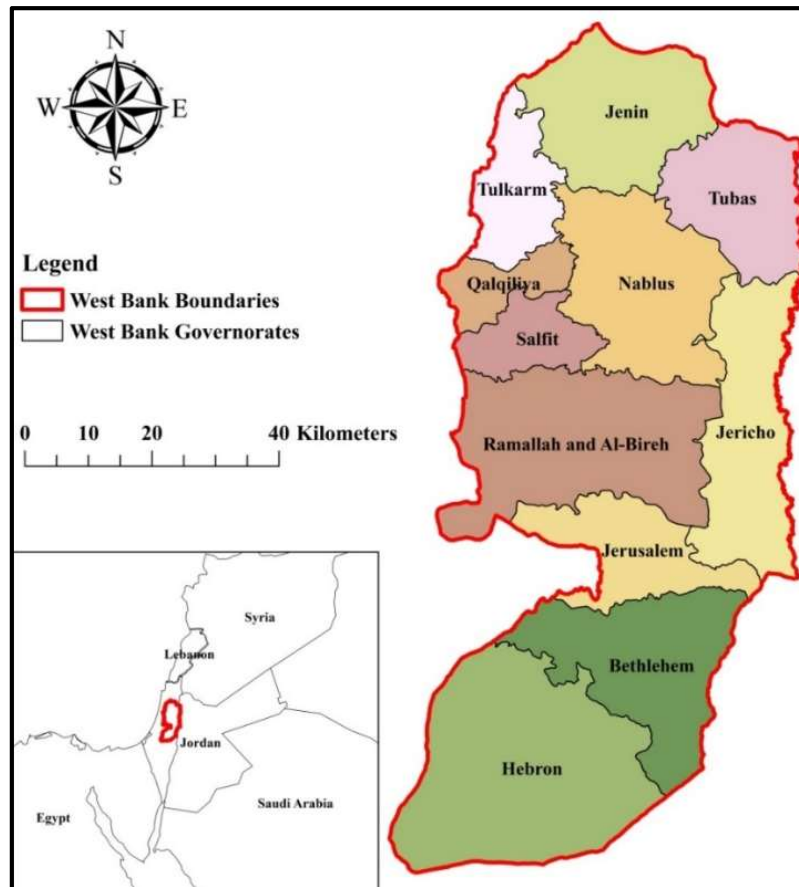 N
W E
S
Legend
West Bank Boundaries
West Bank Governorates
0 10 20 40 Kilometers
Jenin
Tulkarm
Tubas
Qalqiliya
Nablus
Salfit
Ramallah and Al-Bireh
Jericho
Jerusalem
Bethlehem
Hebron
Syria
Lebanon
Jordan
Egypt
Saudi Arabia